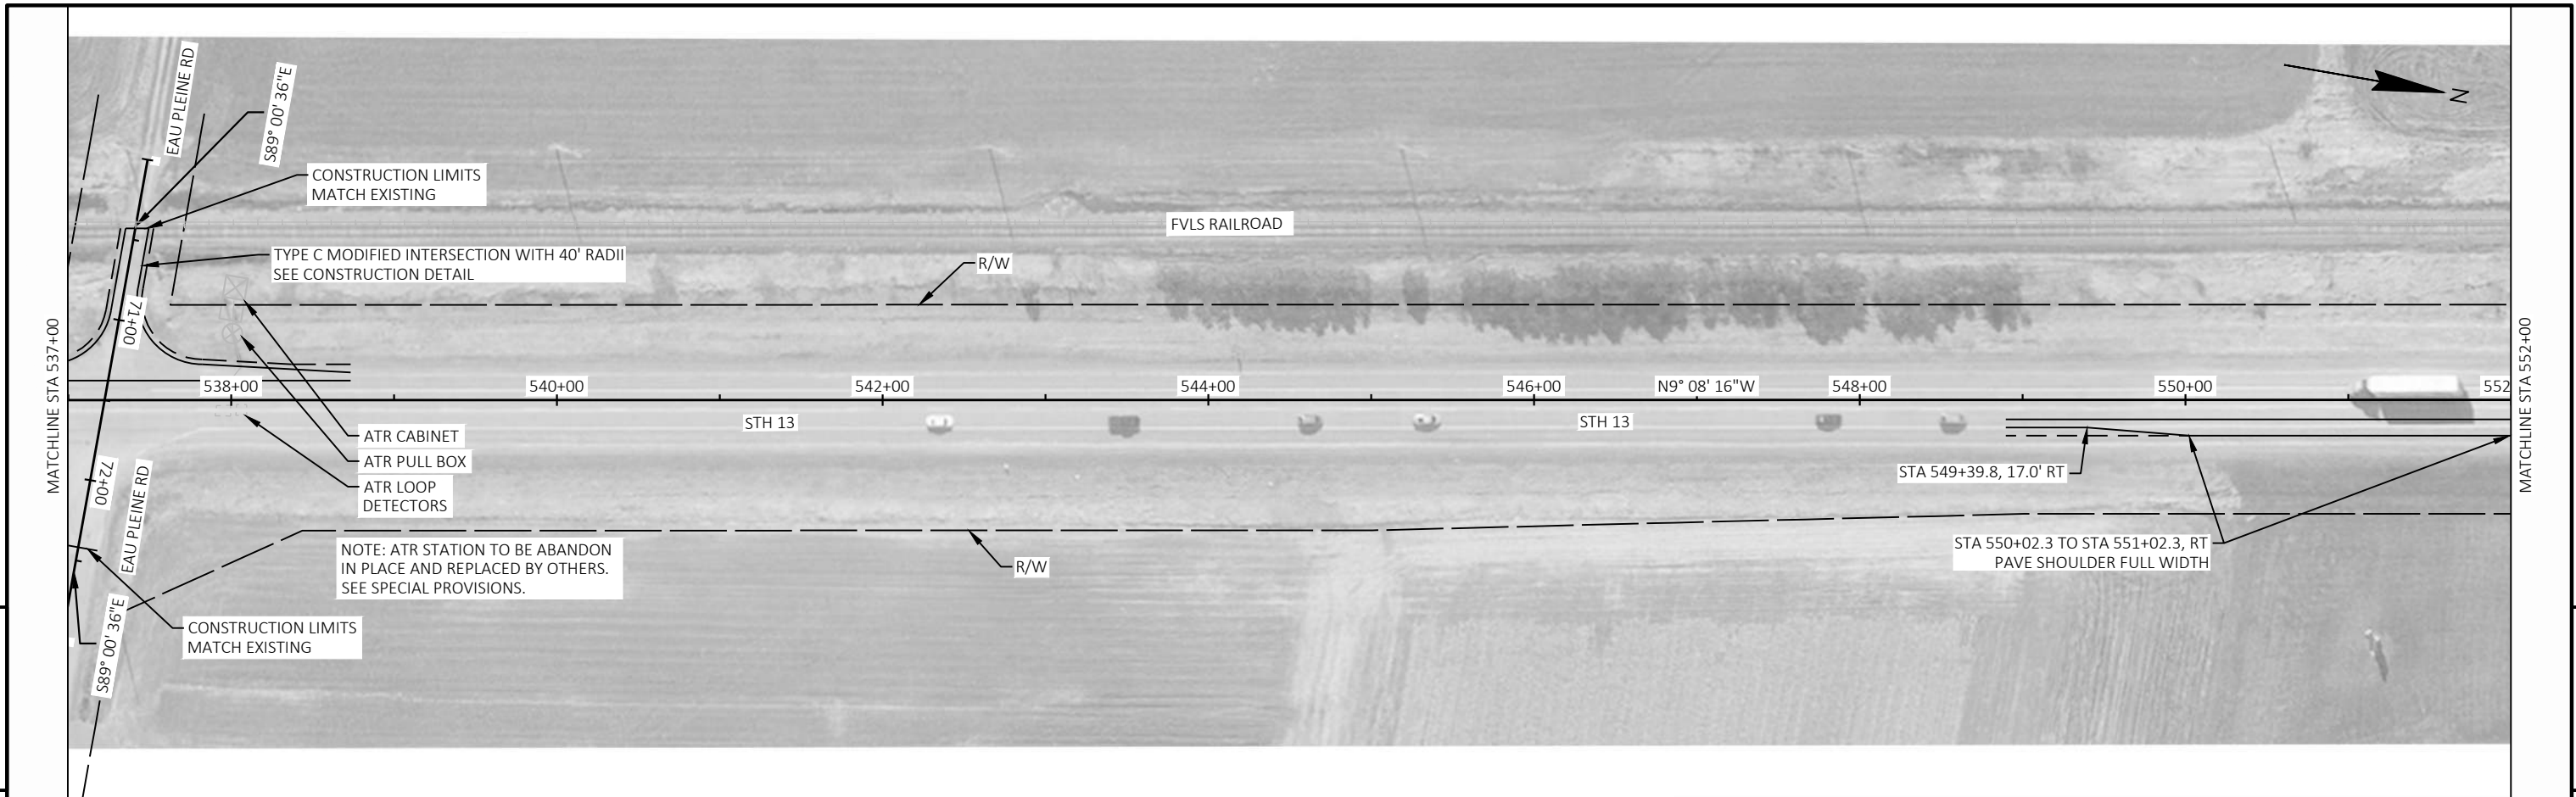 EAU PLEINE RD
S89° 00' 36"E
N
CONSTRUCTION LIMITS
MATCH EXISTING
FVLS RAILROAD
TYPE C MODIFIED INTERSECTION WITH 40' RADII
SEE CONSTRUCTION DETAIL
R/W
71+00
MATCHLINE STA 537+00
MATCHLINE STA 552+00
538+00
540+00
542+00
544+00
546+00
N9° 08' 16"W
548+00
550+00
552
STH 13
STH 13
ATR CABINET
ATR PULL BOX
ATR LOOP
DETECTORS
72+00
EAU PLEINE RD
STA 549+39.8, 17.0' RT
NOTE: ATR STATION TO BE ABANDON
IN PLACE AND REPLACED BY OTHERS.
SEE SPECIAL PROVISIONS.
R/W
STA 550+02.3 TO STA 551+02.3, RT
PAVE SHOULDER FULL WIDTH
S89° 00' 36"E
CONSTRUCTION LIMITS
MATCH EXISTING